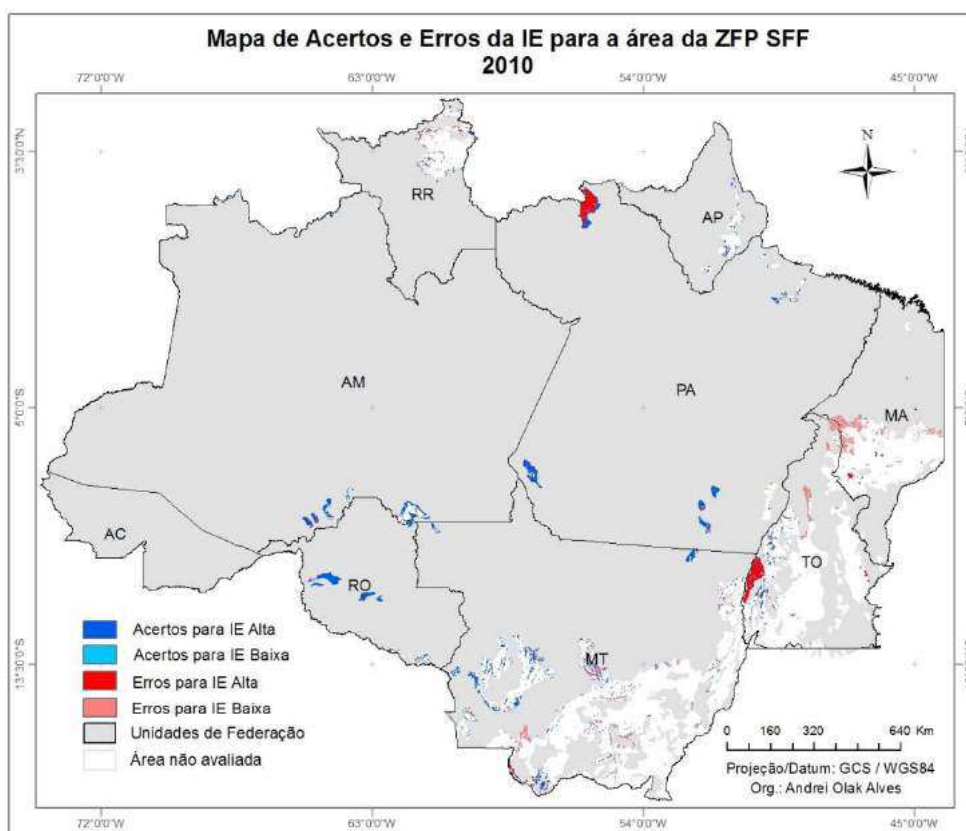 Mapa de Acertos e Erros da IE para a área da ZFP SFF
2010
72°0'0"W 63°0'0"W 54°0'0"W 45°0'0"W
3°30'0"N
N
RR
AP
AM
PA
MA
5°0'0"S
AC
RO
TO
MT
13°30'0"S
Acertos para IE Alta
Acertos para IE Baixa
Erros para IE Alta
Erros para IE Baixa
Unidades de Federação
Área não avaliada
0 160 320 640 Km
Projeção/Datum: GCS / WGS84
Org.: Andrei Olak Alves
72°0'0"W 63°0'0"W 54°0'0"W 45°0'0"W